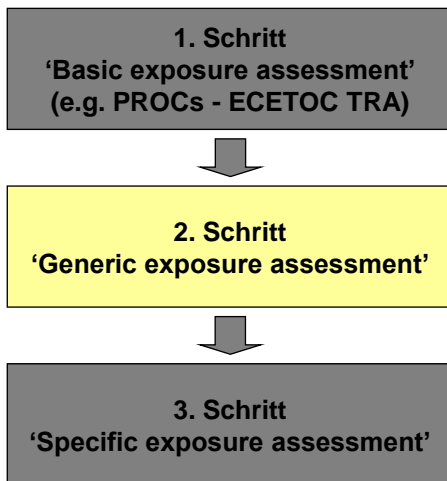 1. Schritt
‘Basic exposure assessment’
(e.g. PROCs - ECETOC TRA)
2. Schritt
‘Generic exposure assessment’
3. Schritt
‘Specific exposure assessment’